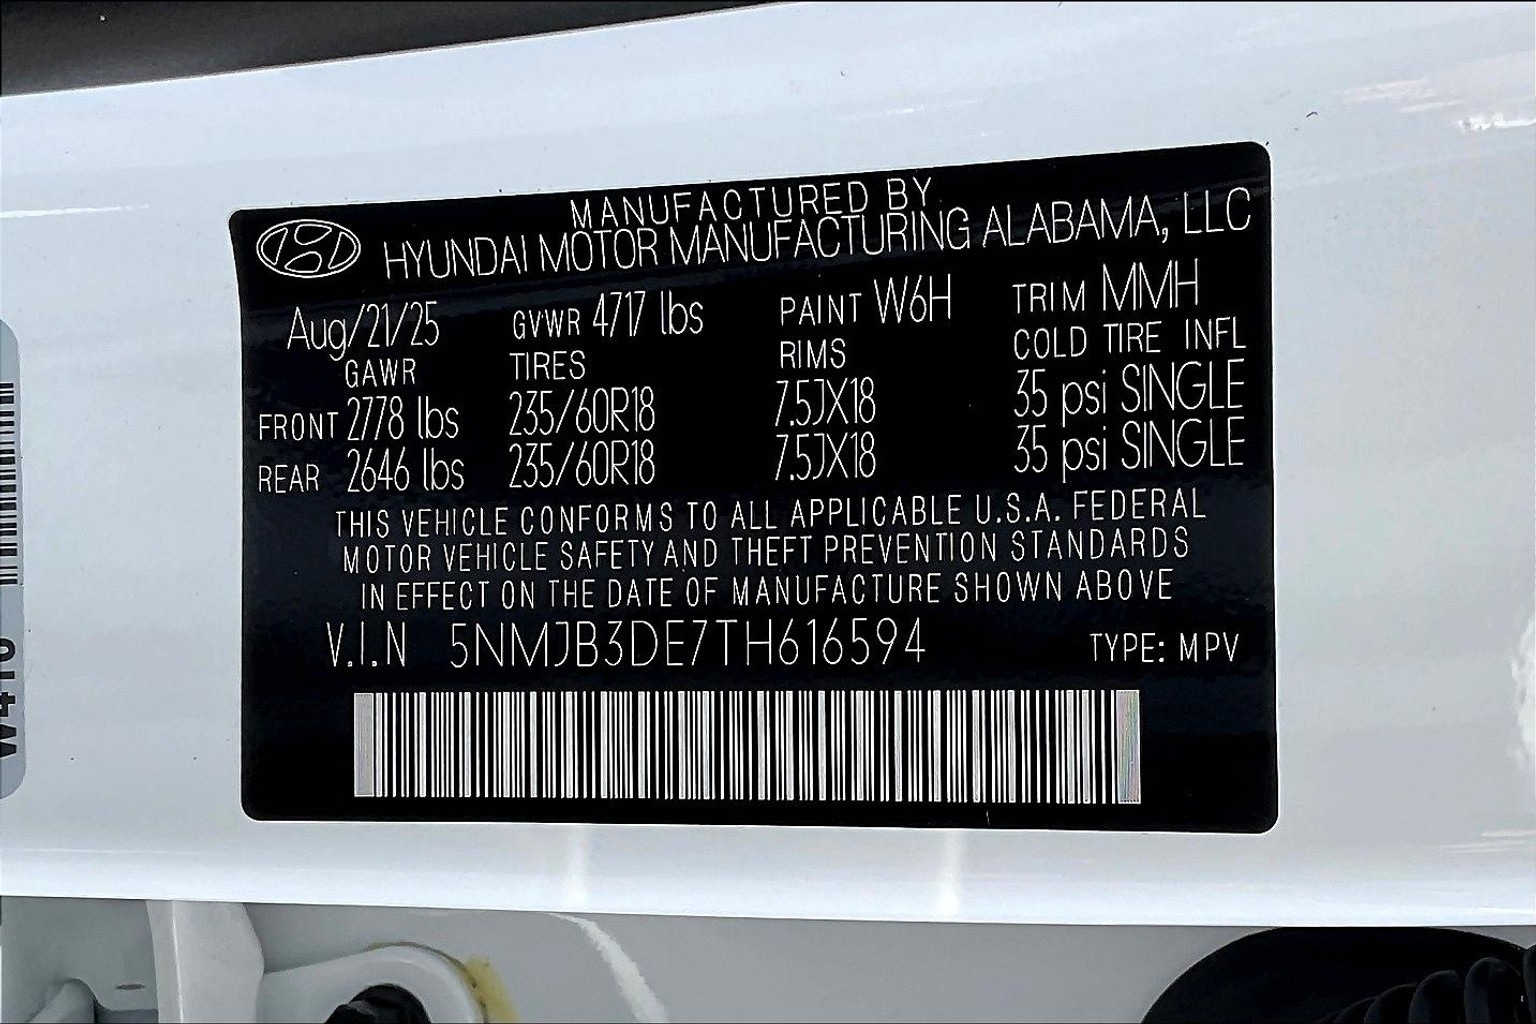 MANUFACTURED BY
HYUNDAI MOTOR MANUFACTURING ALABAMA, LLC
Aug/21/25 GVWR 4717 lbs PAINT W6H TRIM MMH
GAWR TIRES RIMS COLD TIRE INFL
FRONT 2778 lbs 235/60R18 7.5JX18 35 psi SINGLE
REAR 2646 lbs 235/60R18 7.5JX18 35 psi SINGLE
THIS VEHICLE CONFORMS TO ALL APPLICABLE U.S.A. FEDERAL
MOTOR VEHICLE SAFETY AND THEFT PREVENTION STANDARDS
IN EFFECT ON THE DATE OF MANUFACTURE SHOWN ABOVE
V.I.N 5NMJB3DE7TH616594 TYPE: MPV